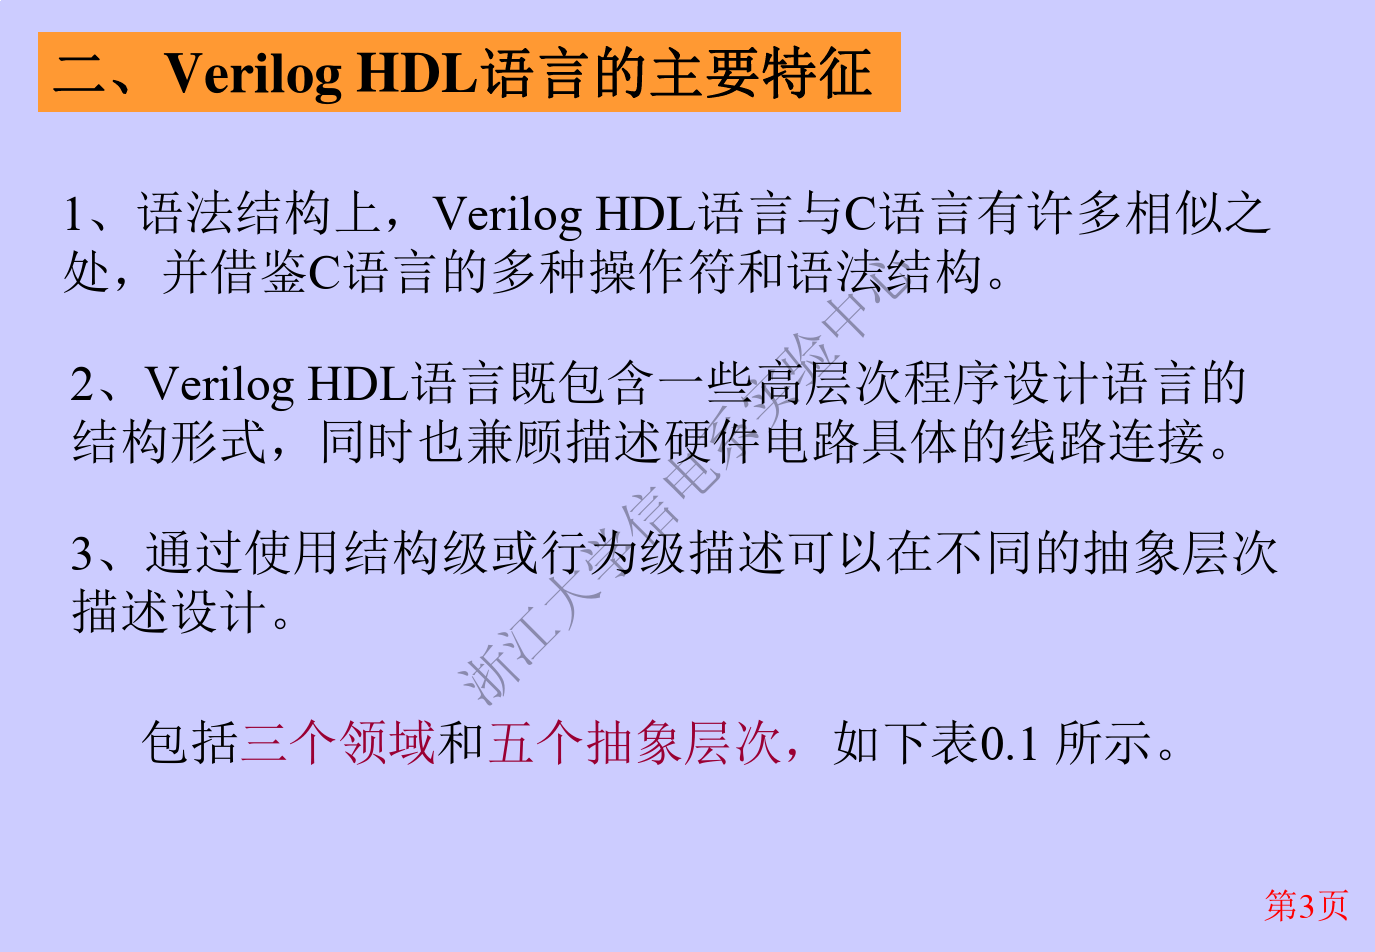 二、Verilog HDL语言的主要特征
1、语法结构上，Verilog HDL语言与C语言有许多相似之
处，并借鉴C语言的多种操作符和语法结构。
2、Verilog HDL语言既包含一些高层次程序设计语言的
结构形式，同时也兼顾描述硬件电路具体的线路连接。
3、通过使用结构级或行为级描述可以在不同的抽象层次
描述设计。
包括三个领域和五个抽象层次，如下表0.1 所示。
浙江大学信电系实验中心
第3页